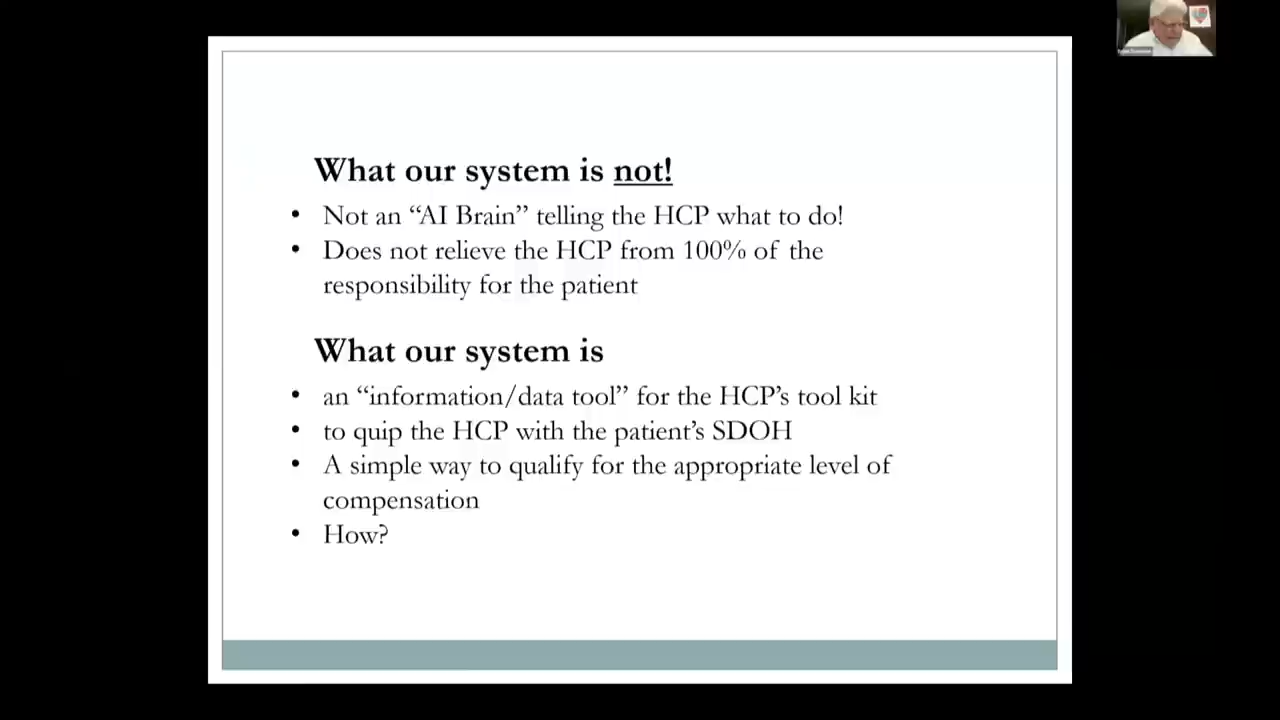 What our system is not!
• Not an “AI Brain” telling the HCP what to do!
• Does not relieve the HCP from 100% of the
responsibility for the patient
What our system is
• an “information/data tool” for the HCP’s tool kit
• to quip the HCP with the patient’s SDOH
• A simple way to qualify for the appropriate level of
compensation
• How?